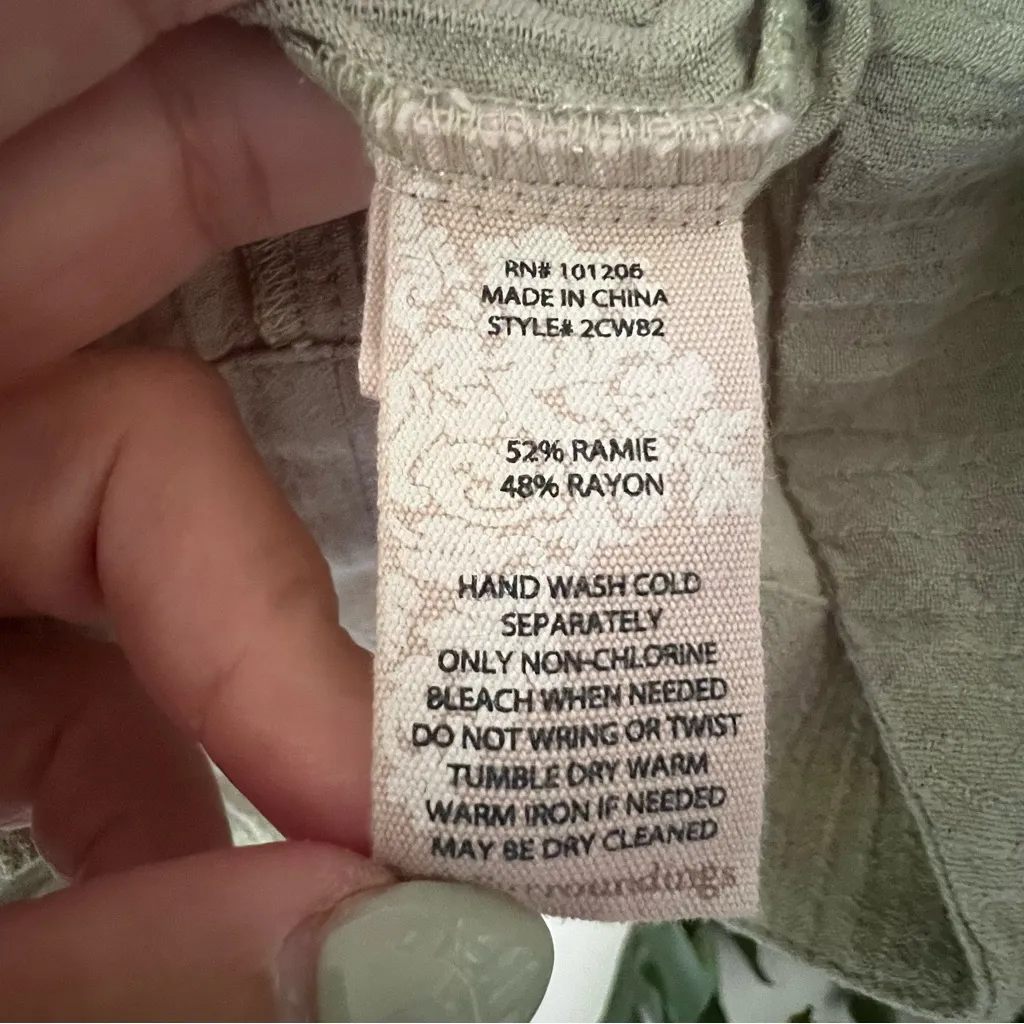 RN# 101206
MADE IN CHINA
STYLE# 2CW82
52% RAMIE
48% RAYON
HAND WASH COLD
SEPARATELY
ONLY NON-CHLORINE
BLEACH WHEN NEEDED
DO NOT WRING OR TWIST
TUMBLE DRY WARM
WARM IRON IF NEEDED
MAY BE DRY CLEANED